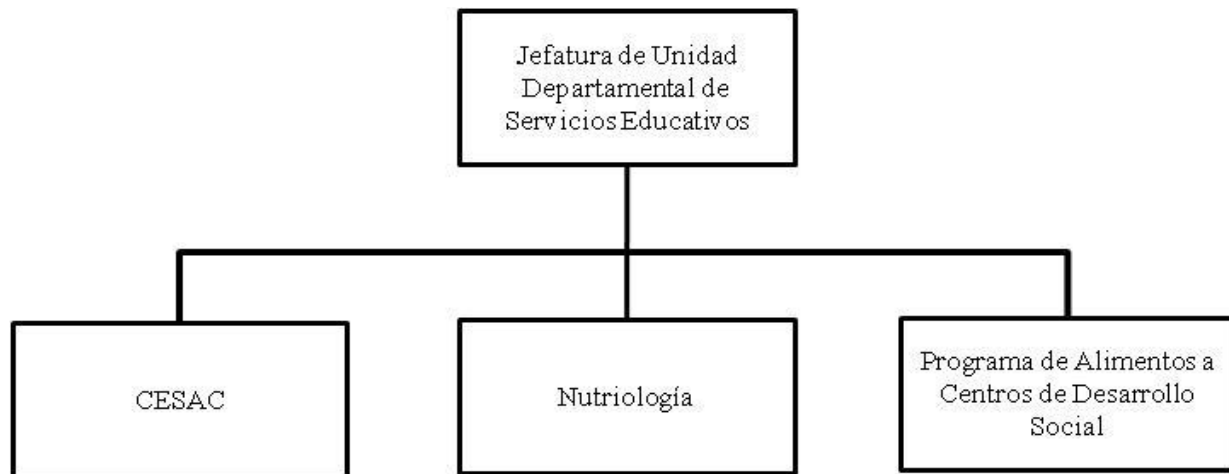 Jefatura de Unidad
Departamental de
Servicios Educativos
CESAC
Nutriología
Programa de Alimentos a
Centros de Desarrollo
Social